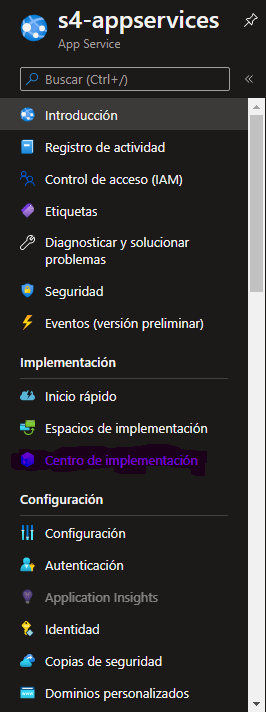 s4-appservices
App Service
Buscar (Ctrl+/)
Introducción
Registro de actividad
Control de acceso (IAM)
Etiquetas
Diagnosticar y solucionar
problemas
Seguridad
Eventos (versión preliminar)
Implementación
Inicio rápido
Espacios de implementación
Centro de implementación
Configuración
Configuración
Autenticación
Application Insights
Identidad
Copias de seguridad
Dominios personalizados